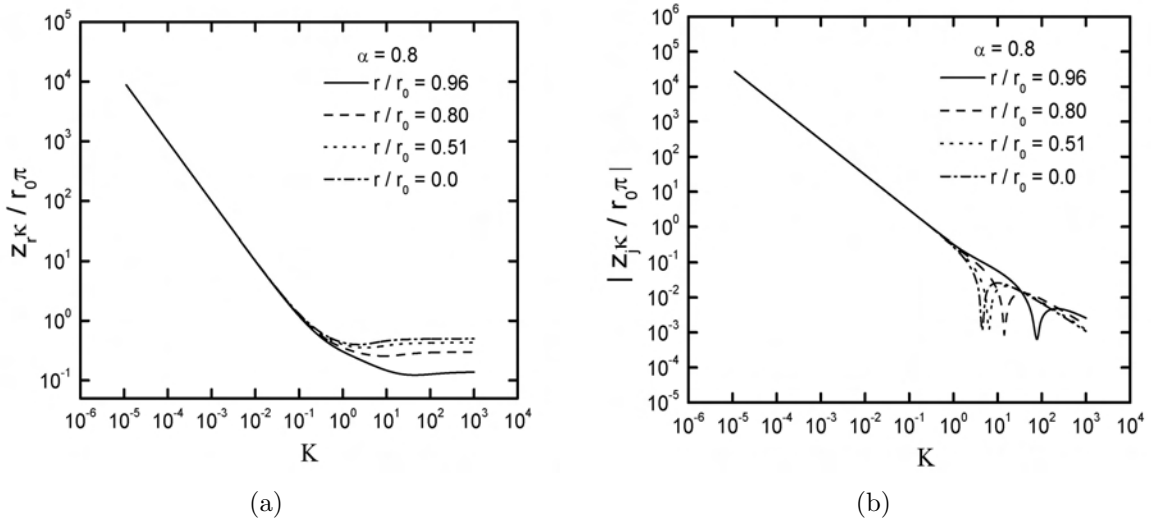 10^5
10^4
10^3
10^2
10^1
10^0
10^-1
z_r κ / r_0 π
α = 0.8
r / r_0 = 0.96
r / r_0 = 0.80
r / r_0 = 0.51
r / r_0 = 0.0
10^-6 10^-5 10^-4 10^-3 10^-2 10^-1 10^0 10^1 10^2 10^3 10^4
K
(a)
10^6
10^5
10^4
10^3
10^2
10^1
10^0
10^-1
10^-2
10^-3
10^-4
10^-5
| z_j κ / r_0 π |
α = 0.8
r / r_0 = 0.96
r / r_0 = 0.80
r / r_0 = 0.51
r / r_0 = 0.0
10^-6 10^-5 10^-4 10^-3 10^-2 10^-1 10^0 10^1 10^2 10^3 10^4
K
(b)